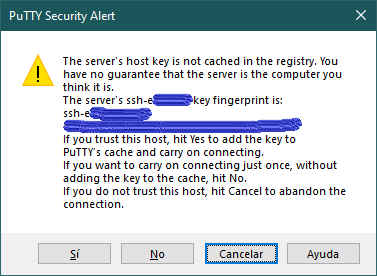 PuTTY Security Alert
The server's host key is not cached in the registry. You
have no guarantee that the server is the computer you
think it is.
The server's ssh-e key fingerprint is:
ssh-e
If you trust this host, hit Yes to add the key to
PuTTY's cache and carry on connecting.
If you want to carry on connecting just once, without
adding the key to the cache, hit No.
If you do not trust this host, hit Cancel to abandon the
connection.
Sí
No
Cancelar
Ayuda